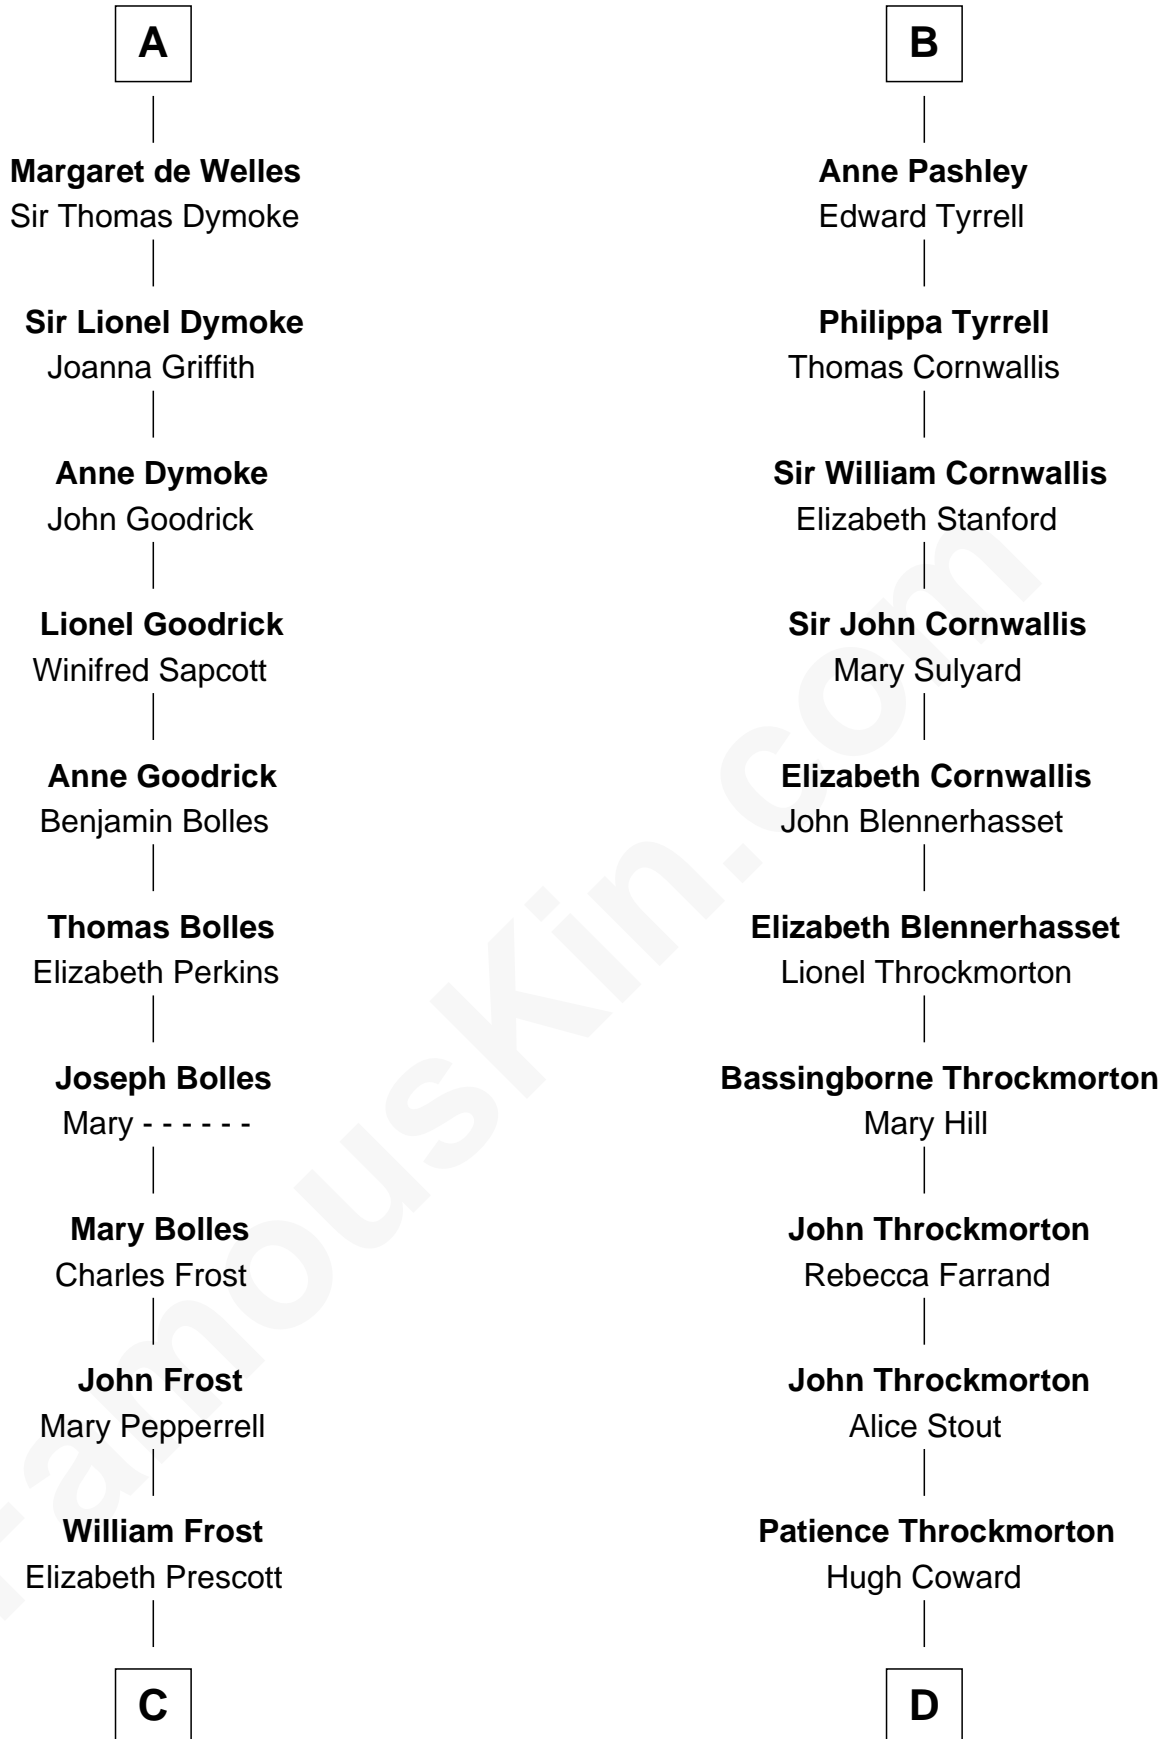 A
Margaret de Welles
Sir Thomas Dymoke
Sir Lionel Dymoke
Joanna Griffith
Anne Dymoke
John Goodrick
Lionel Goodrick
Winifred Sapcott
Anne Goodrick
Benjamin Bolles
Thomas Bolles
Elizabeth Perkins
Joseph Bolles
Mary - - - - - -
Mary Bolles
Charles Frost
John Frost
Mary Pepperrell
William Frost
Elizabeth Prescott
C
B
Anne Pashley
Edward Tyrrell
Philippa Tyrrell
Thomas Cornwallis
Sir William Cornwallis
Elizabeth Stanford
Sir John Cornwallis
Mary Sulyard
Elizabeth Cornwallis
John Blennerhasset
Elizabeth Blennerhasset
Lionel Throckmorton
Bassingborne Throckmorton
Mary Hill
John Throckmorton
Rebecca Farrand
John Throckmorton
Alice Stout
Patience Throckmorton
Hugh Coward
D
FamousKin.com